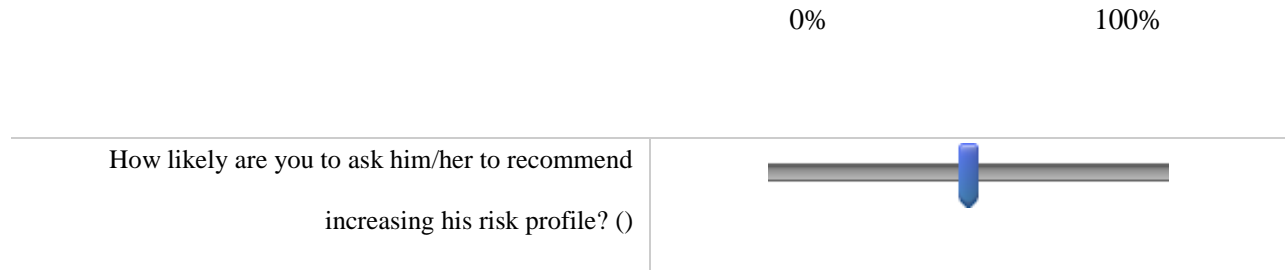 0% 100%
How likely are you to ask him/her to recommend
increasing his risk profile? ()